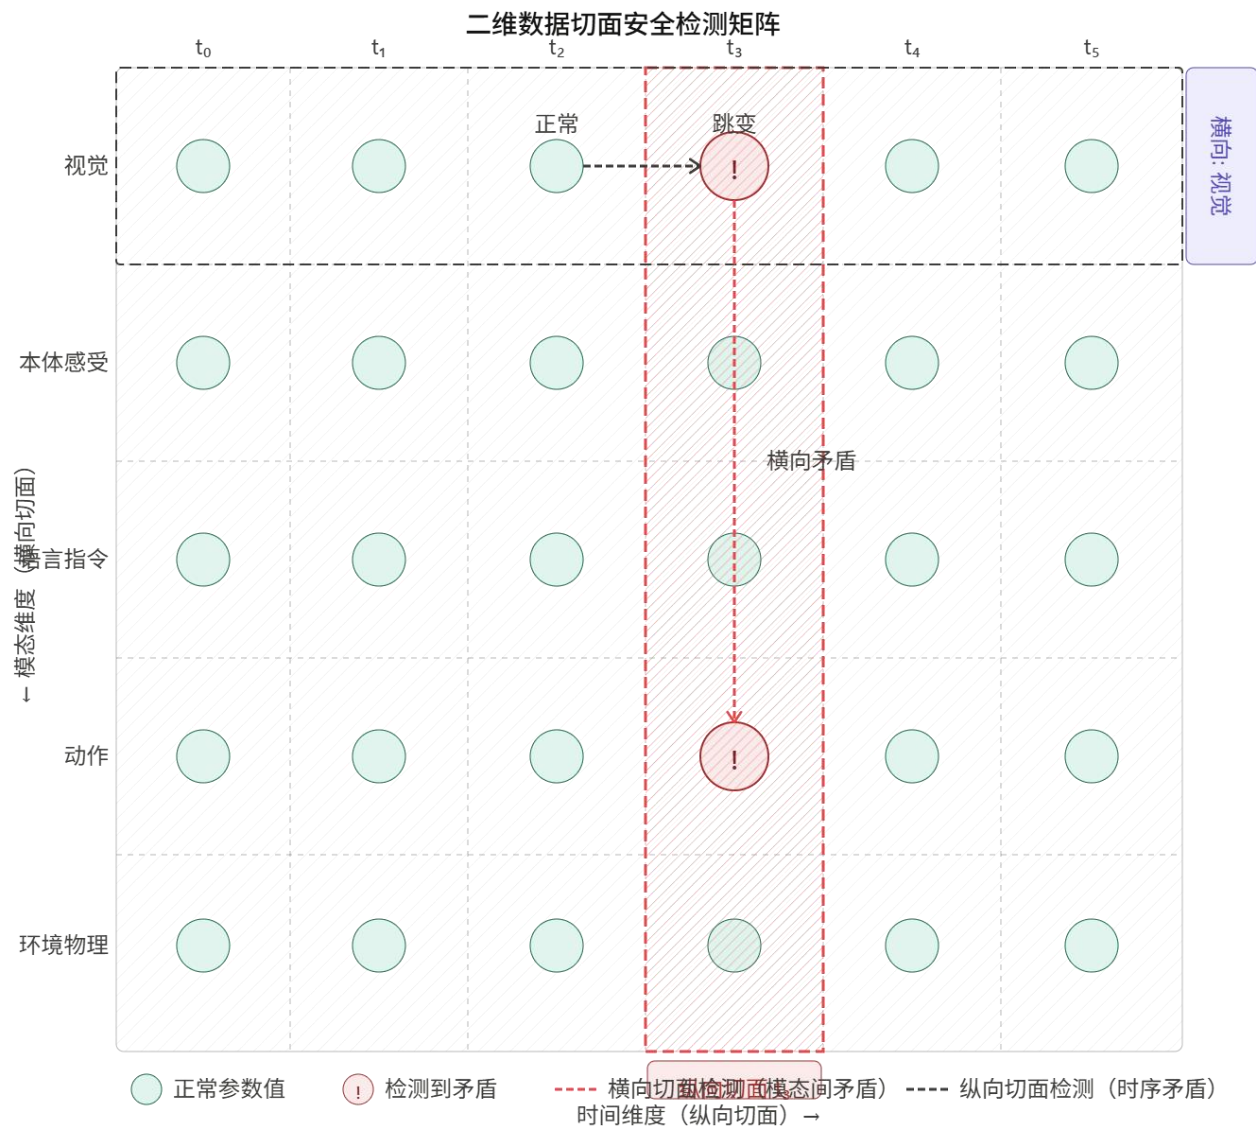 二维数据切面安全检测矩阵
t₀ t₁ t₂ t₃ t₄ t₅
正常 跳变
视觉 ! 横向: 视觉
本体感受
横向矛盾
← 模态维度（横向切面）
语言指令
动作 !
环境物理
正常参数值 ! 检测到矛盾 横向切面检测（模态间矛盾） 纵向切面检测（时序矛盾）
时间维度（纵向切面）→